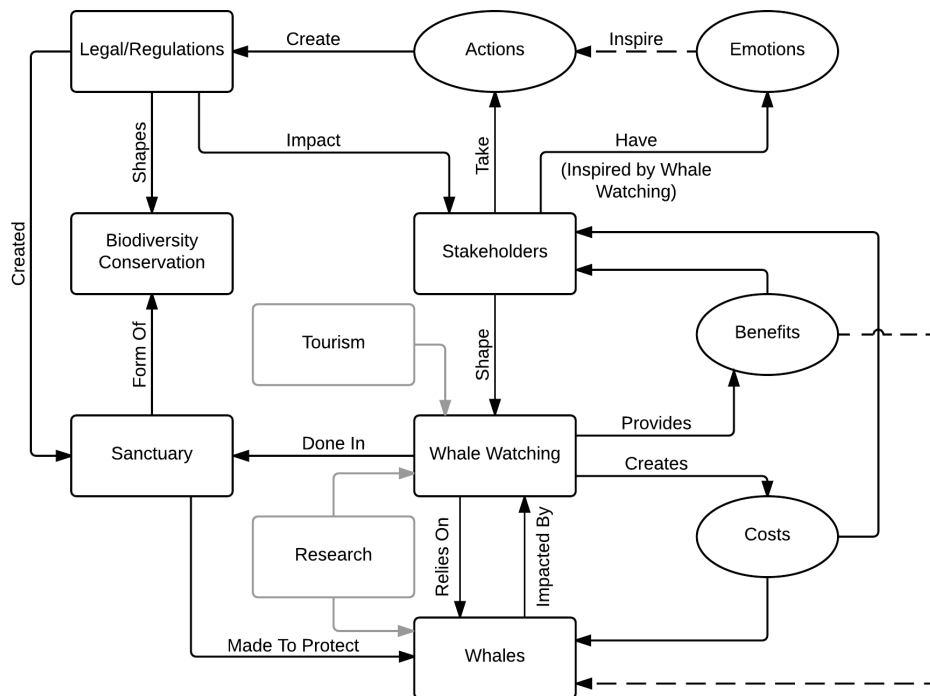 Legal/Regulations
Create
Actions
Inspire
Emotions
Shapes
Impact
Take
Have
(Inspired by Whale
Watching)
Created
Biodiversity
Conservation
Stakeholders
Form Of
Tourism
Shape
Benefits
Sanctuary
Done In
Whale Watching
Provides
Creates
Research
Relies On
Impacted By
Costs
Made To Protect
Whales